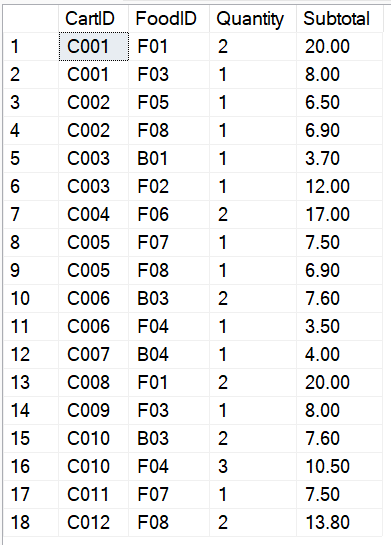 CartID FoodID Quantity Subtotal
1 C001 F01 2 20.00
2 C001 F03 1 8.00
3 C002 F05 1 6.50
4 C002 F08 1 6.90
5 C003 B01 1 3.70
6 C003 F02 1 12.00
7 C004 F06 2 17.00
8 C005 F07 1 7.50
9 C005 F08 1 6.90
10 C006 B03 2 7.60
11 C006 F04 1 3.50
12 C007 B04 1 4.00
13 C008 F01 2 20.00
14 C009 F03 1 8.00
15 C010 B03 2 7.60
16 C010 F04 3 10.50
17 C011 F07 1 7.50
18 C012 F08 2 13.80